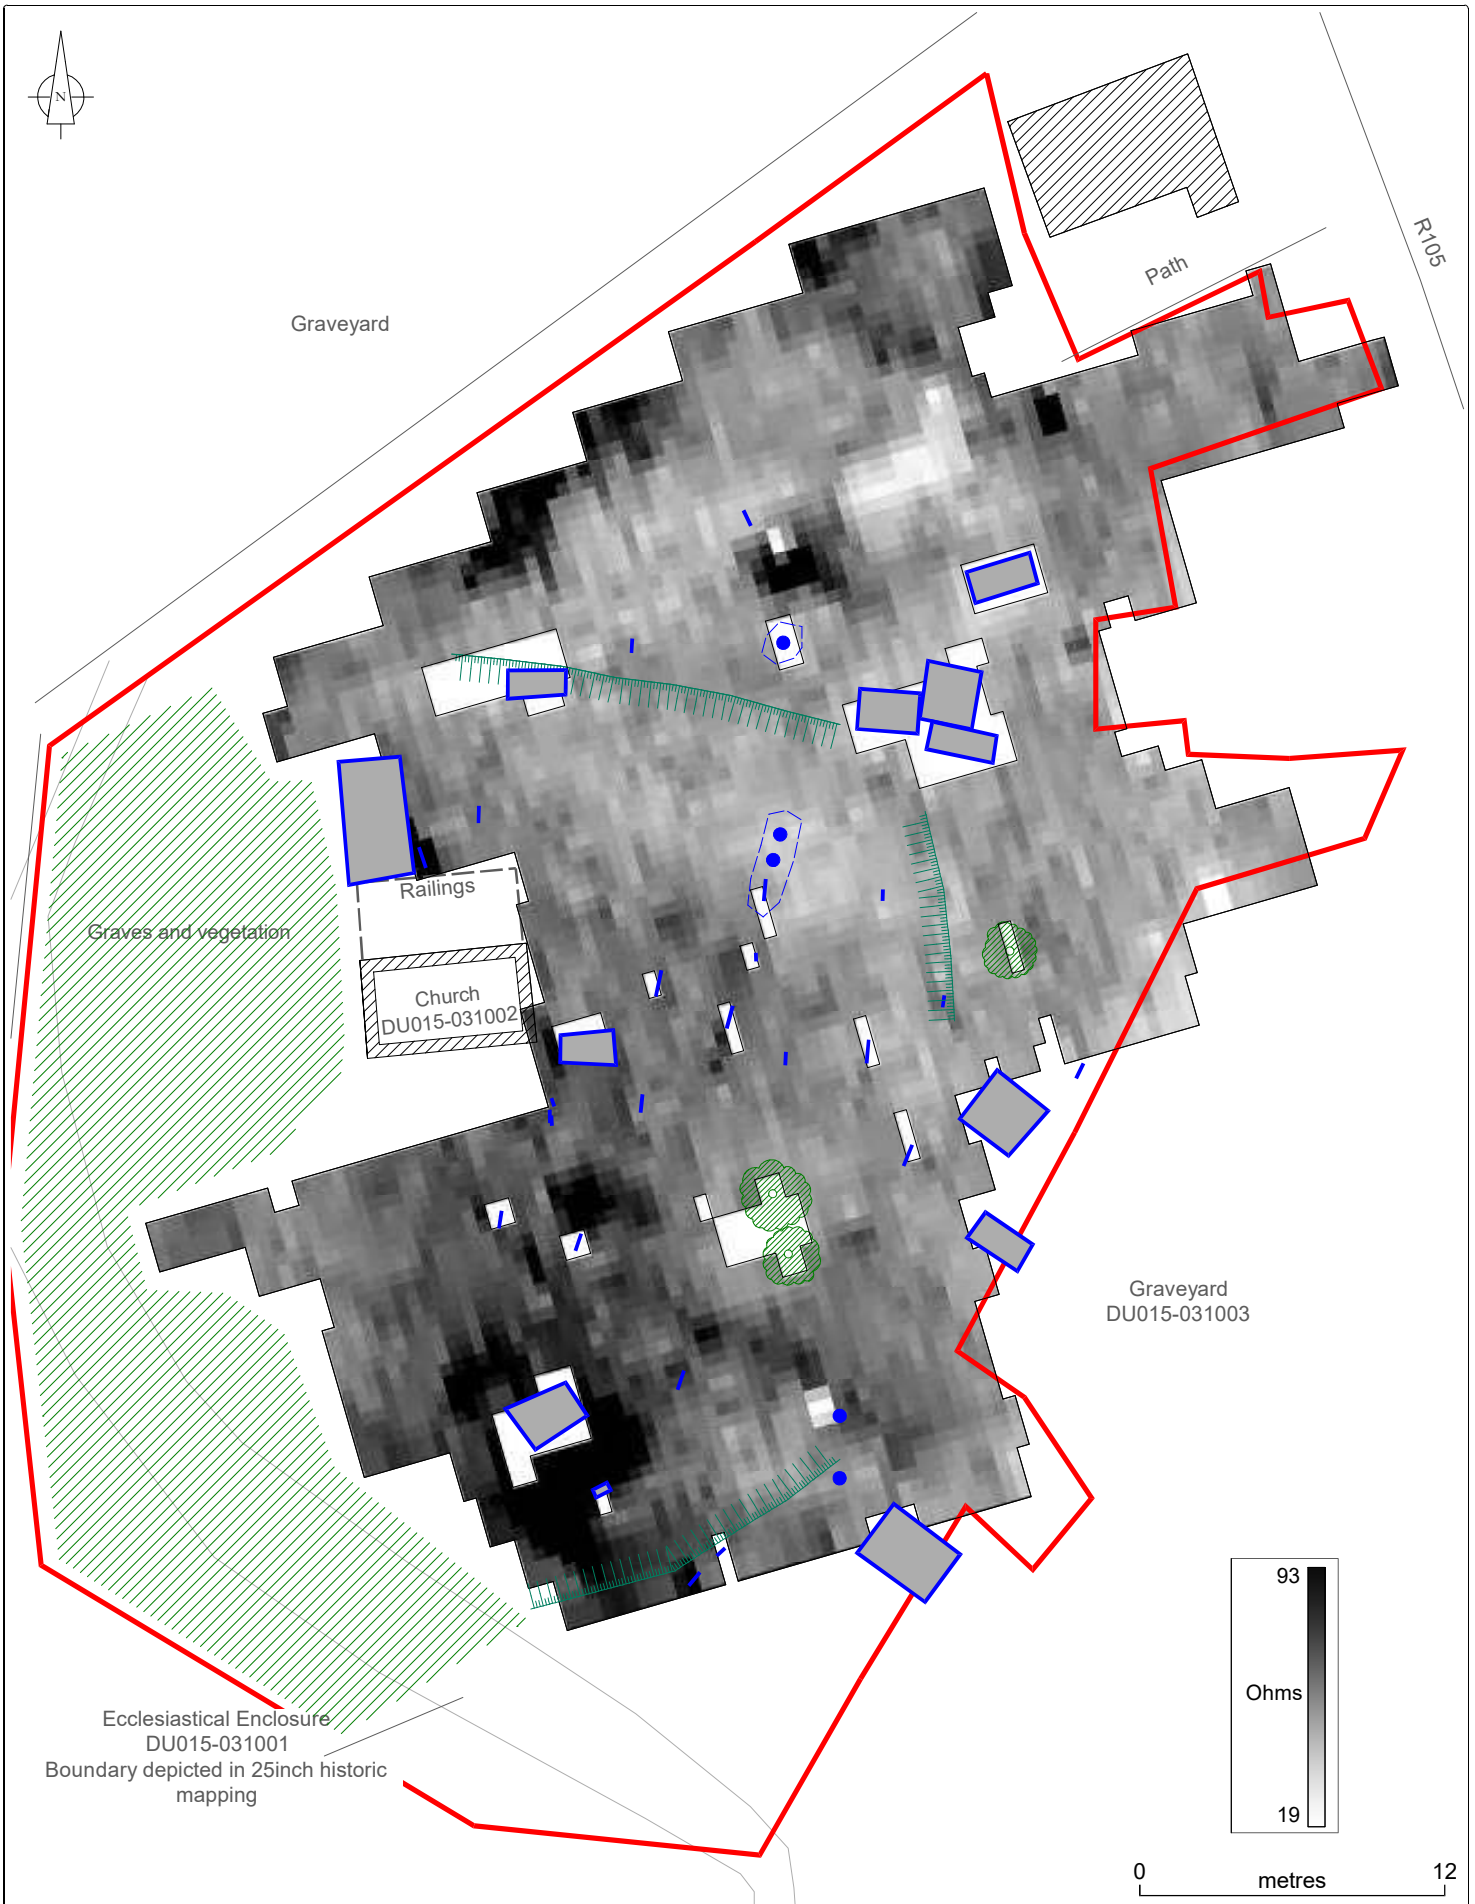 N
R105
Path
Graveyard
Railings
Graves and vegetation
Church
DU015-031002
Graveyard
DU015-031003
93
Ohms
19
Ecclesiastical Enclosure
DU015-031001
Boundary depicted in 25inch historic
mapping
0 12
metres